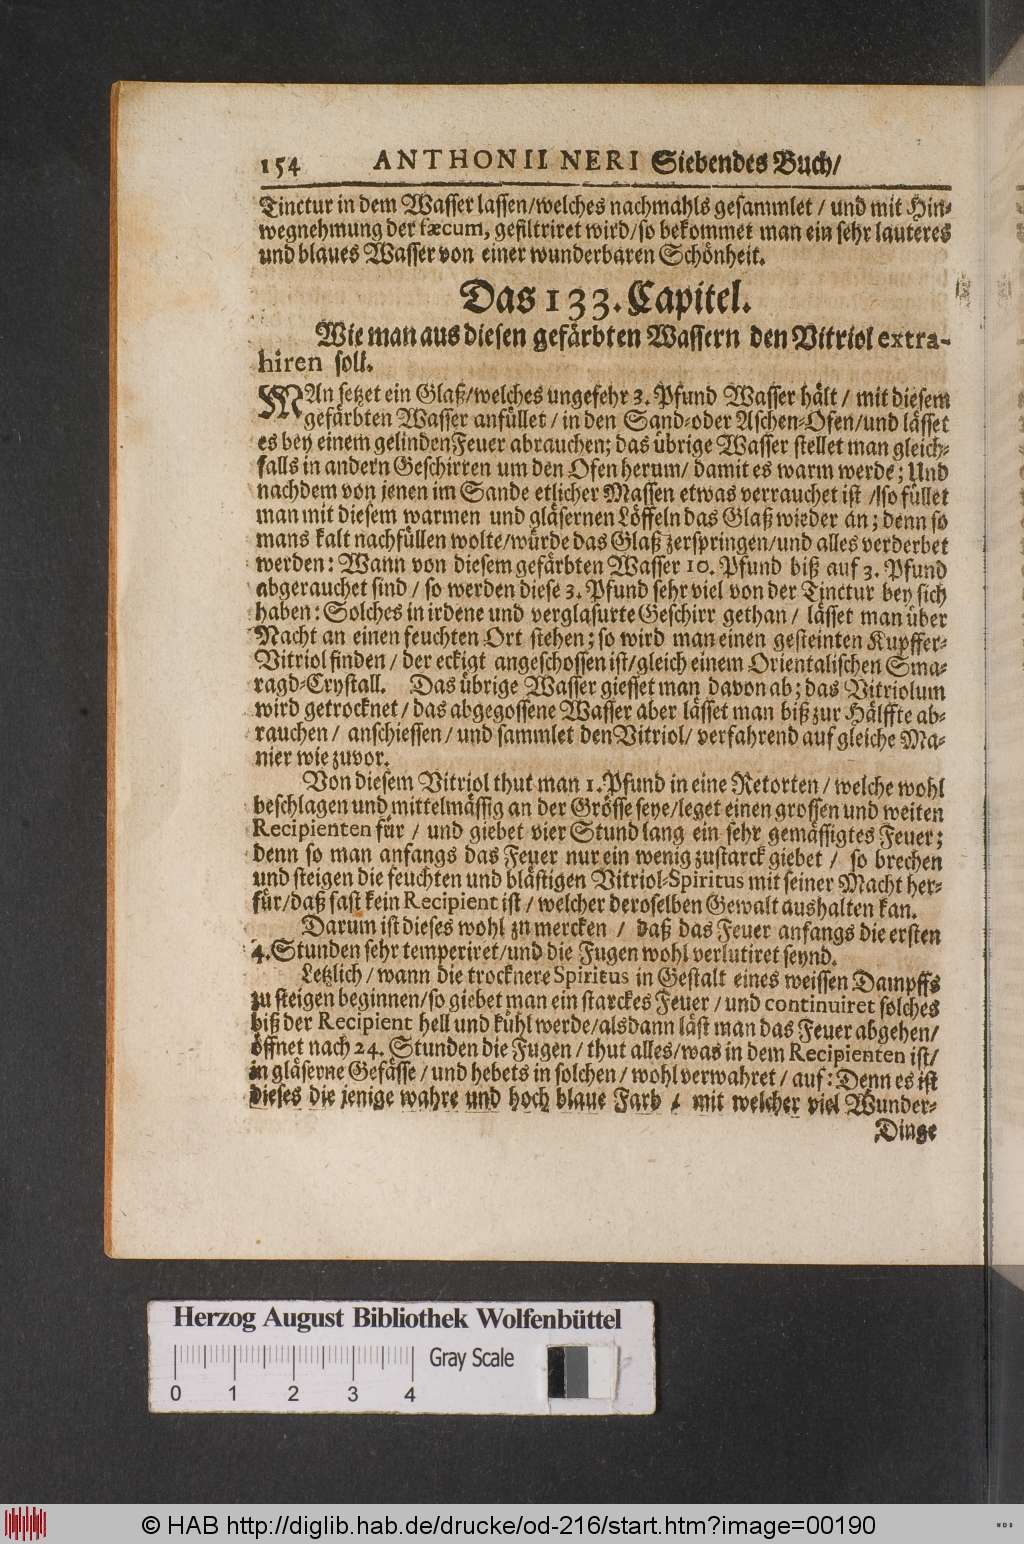 154 ANTHONII NERI Siebendes Buch/
Tinctur in dem Wasser lassen/welches nachmahls gesammlet / und mit Hin-
wegnehmung der fæcum, gefiltriret wird/so bekommet man ein sehr lauteres
und blaues Wasser von einer wunderbaren Schönheit.
Das 133. Capitel.
Wie man aus diesen gefärbten Wassern den Vitriol extra-
hiren soll.
MAn setzet ein Glaß/welches ungefehr 3. Pfund Wasser hält / mit diesem
gefärbten Wasser anfüllet / in den Sand-oder Aschen-Ofen/und lässet
es bey einem gelinden Feuer abrauchen; das übrige Wasser stellet man gleich-
falls in andern Geschirren um den Ofen herum/ damit es warm werde; Und
nachdem von jenen im Sande etlicher Massen etwas verrauchet ist /so füllet
man mit diesem warmen und gläsernen Löffeln das Glaß wieder an; denn so
mans kalt nachfüllen wolte/würde das Glaß zerspringen/und alles verderbet
werden: Wann von diesem gefärbten Wasser 10. Pfund biß auf 3. Pfund
abgerauchet sind / so werden diese 3. Pfund sehr viel von der Tinctur bey sich
haben: Solches in irdene und verglasurte Geschirr gethan / lässet man über
Nacht an einen feuchten Ort stehen; so wird man einen gesteinten Kupffer-
Vitriol finden / der eckigt angeschossen ist/gleich einem Orientalischen Sma-
ragd-Crystall. Das übrige Wasser giesset man davon ab; das Vitriolum
wird getrocknet / das abgegossene Wasser aber lässet man biß zur Hälffte ab-
rauchen / anschiessen / und sammlet den Vitriol/ verfahrend auf gleiche Ma-
nier wie zuvor.
Von diesem Vitriol thut man 1. Pfund in eine Retorten / welche wohl
beschlagen und mittelmässig an der Grösse seye/leget einen grossen und weiten
Recipienten für / und giebet vier Stund lang ein sehr gemässigtes Feuer;
denn so man anfangs das Feuer nur ein wenig zustarck giebet / so brechen
und steigen die feuchten und blästigen Vitriol-Spiritus mit seiner Macht her-
für/daß fast kein Recipient ist / welcher deroselben Gewalt aushalten kan.
Darum ist dieses wohl zu mercken / daß das Feuer anfangs die ersten
4. Stunden sehr temperiret/und die Fugen wohl verlutiret seynd.
Letzlich / wann die trocknere Spiritus in Gestalt eines weissen Dampffs
zu steigen beginnen/so giebet man ein starckes Feuer / und continuiret solches
biß der Recipient hell und kühl werde/alsdann läst man das Feuer abgehen/
öffnet nach 24. Stunden die Fugen / thut alles/was in dem Recipienten ist/
in gläserne Gefässe / und hebets in solchen / wohl verwahret / auf: Denn es ist
dieses die jenige wahre und hoch blaue Farb / mit welcher viel Wunder-
Dinge
Herzog August Bibliothek Wolfenbüttel
Gray Scale
0 1 2 3 4
© HAB http://diglib.hab.de/drucke/od-216/start.htm?image=00190